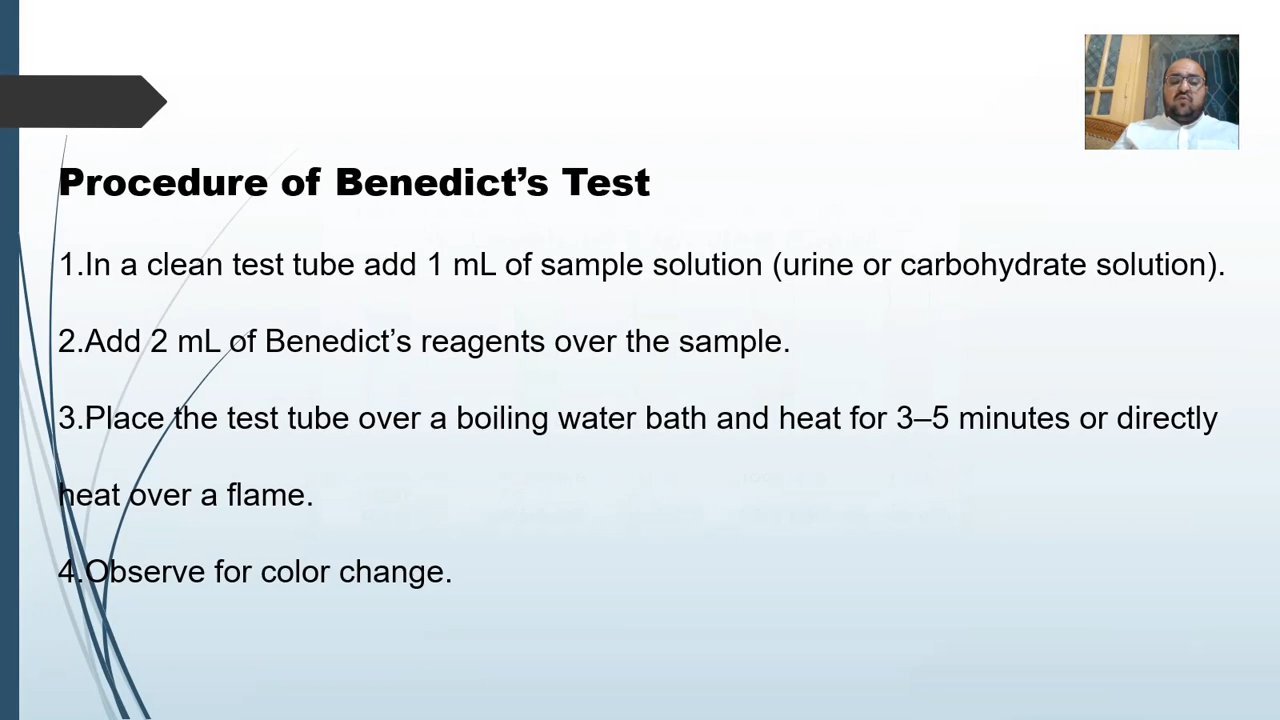 Procedure of Benedict’s Test
1.In a clean test tube add 1 mL of sample solution (urine or carbohydrate solution).
2.Add 2 mL of Benedict’s reagents over the sample.
3.Place the test tube over a boiling water bath and heat for 3–5 minutes or directly
heat over a flame.
4.Observe for color change.